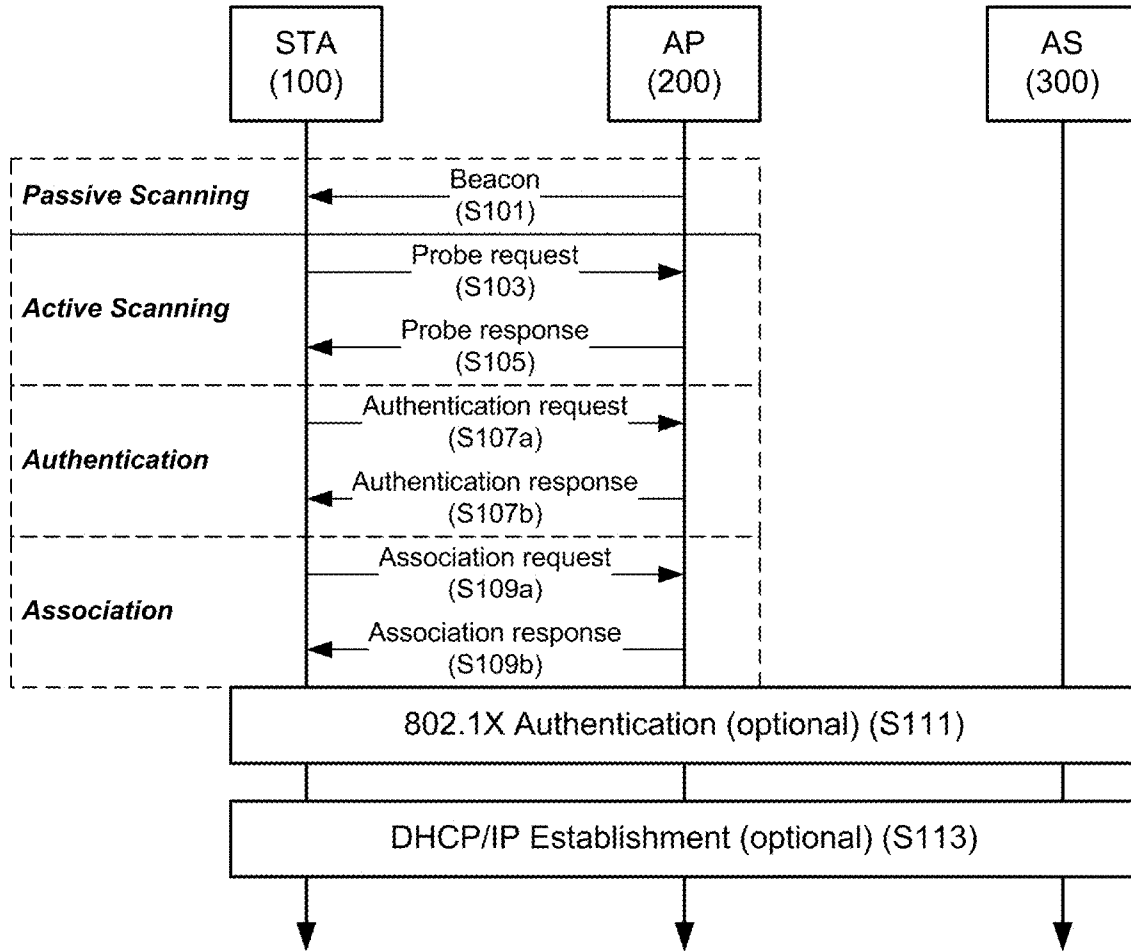 STA
(100)
AP
(200)
AS
(300)
Passive Scanning
Beacon
(S101)
Active Scanning
Probe request
(S103)
Probe response
(S105)
Authentication
Authentication request
(S107a)
Authentication response
(S107b)
Association
Association request
(S109a)
Association response
(S109b)
802.1X Authentication (optional) (S111)
DHCP/IP Establishment (optional) (S113)